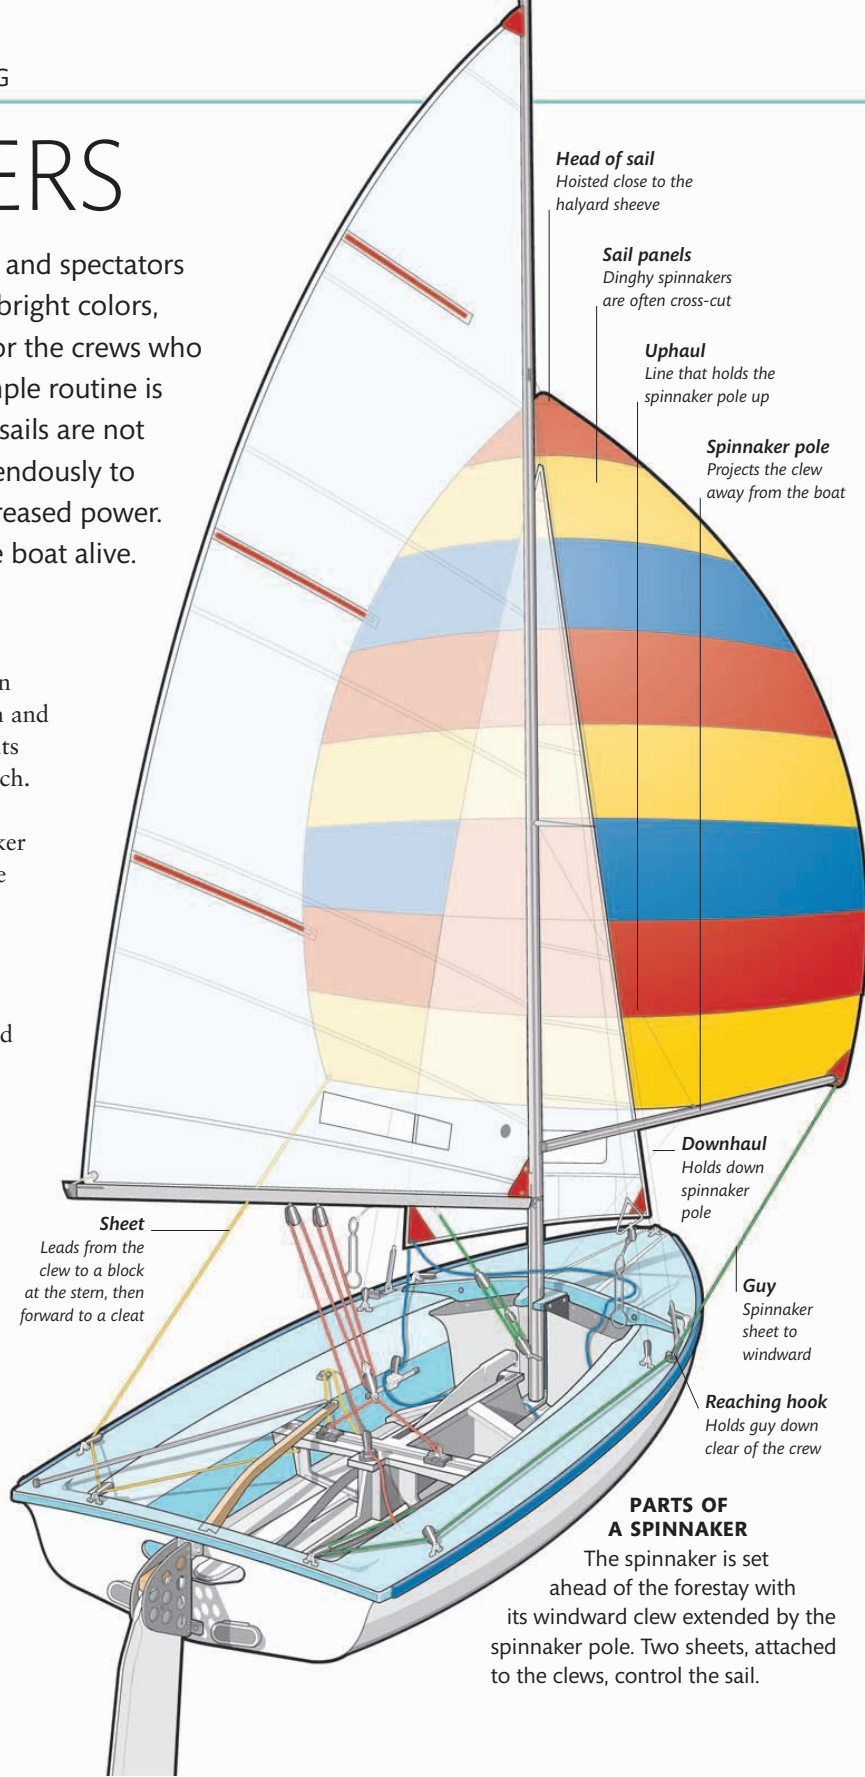 G
ERS
and spectators
bright colors,
or the crews who
mple routine is
sails are not
endously to
reased power.
e boat alive.
n
n and
ts
ch.
ker
e
d
Head of sail
Hoisted close to the
halyard sheeve
Sail panels
Dinghy spinnakers
are often cross-cut
Uphaul
Line that holds the
spinnaker pole up
Spinnaker pole
Projects the clew
away from the boat
Downhaul
Holds down
spinnaker
pole
Sheet
Leads from the
clew to a block
at the stern, then
forward to a cleat
Guy
Spinnaker
sheet to
windward
Reaching hook
Holds guy down
clear of the crew
PARTS OF
A SPINNAKER
The spinnaker is set
ahead of the forestay with
its windward clew extended by the
spinnaker pole. Two sheets, attached
to the clews, control the sail.